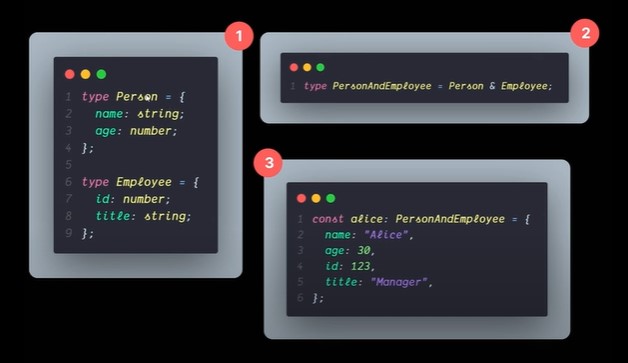 1
1 type Person = {
2   name: string;
3   age: number;
4 };
5
6 type Employee = {
7   id: number;
8   title: string;
9 };
2
1 type PersonAndEmployee = Person & Employee;
3
1 const alice: PersonAndEmployee = {
2   name: "Alice",
3   age: 30,
4   id: 123,
5   title: "Manager",
6 };